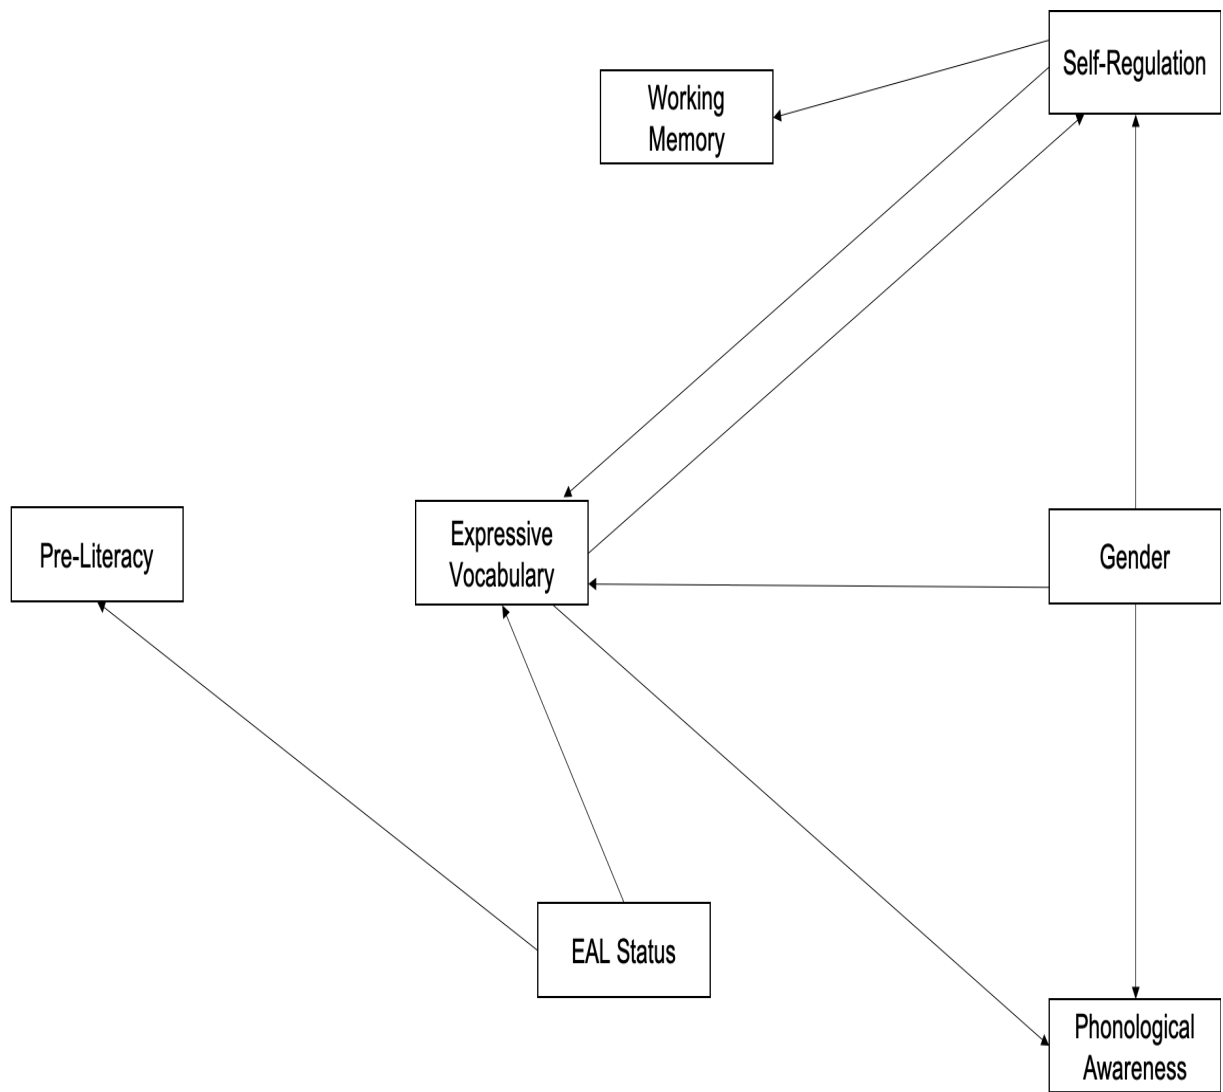 Self-Regulation
Working
Memory
Pre-Literacy
Expressive
Vocabulary
Gender
EAL Status
Phonological
Awareness